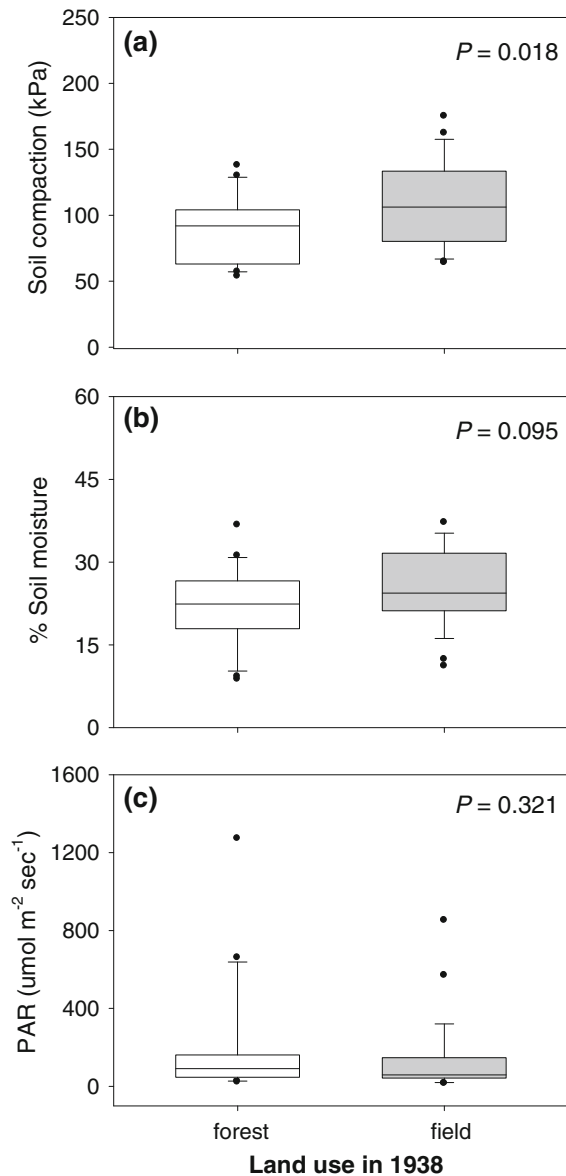 (a)
P = 0.018
Soil compaction (kPa)
250
200
150
100
50
0
(b)
P = 0.095
% Soil moisture
60
45
30
15
0
(c)
P = 0.321
PAR (umol m⁻² sec⁻¹)
1600
1200
800
400
0
forest field
Land use in 1938